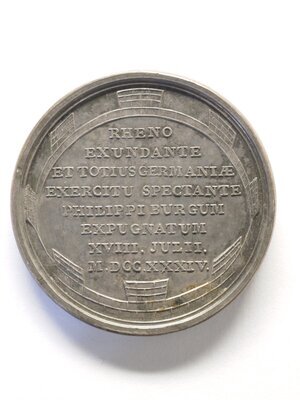 RHENO
EXUNDANTE
ET TOTIUS GERMANIÆ
EXERCITU SPECTANTE
PHILIPPI BURGUM
EXPUGNATUM
XVIII. JULII.
M.DCC.XXXIV.